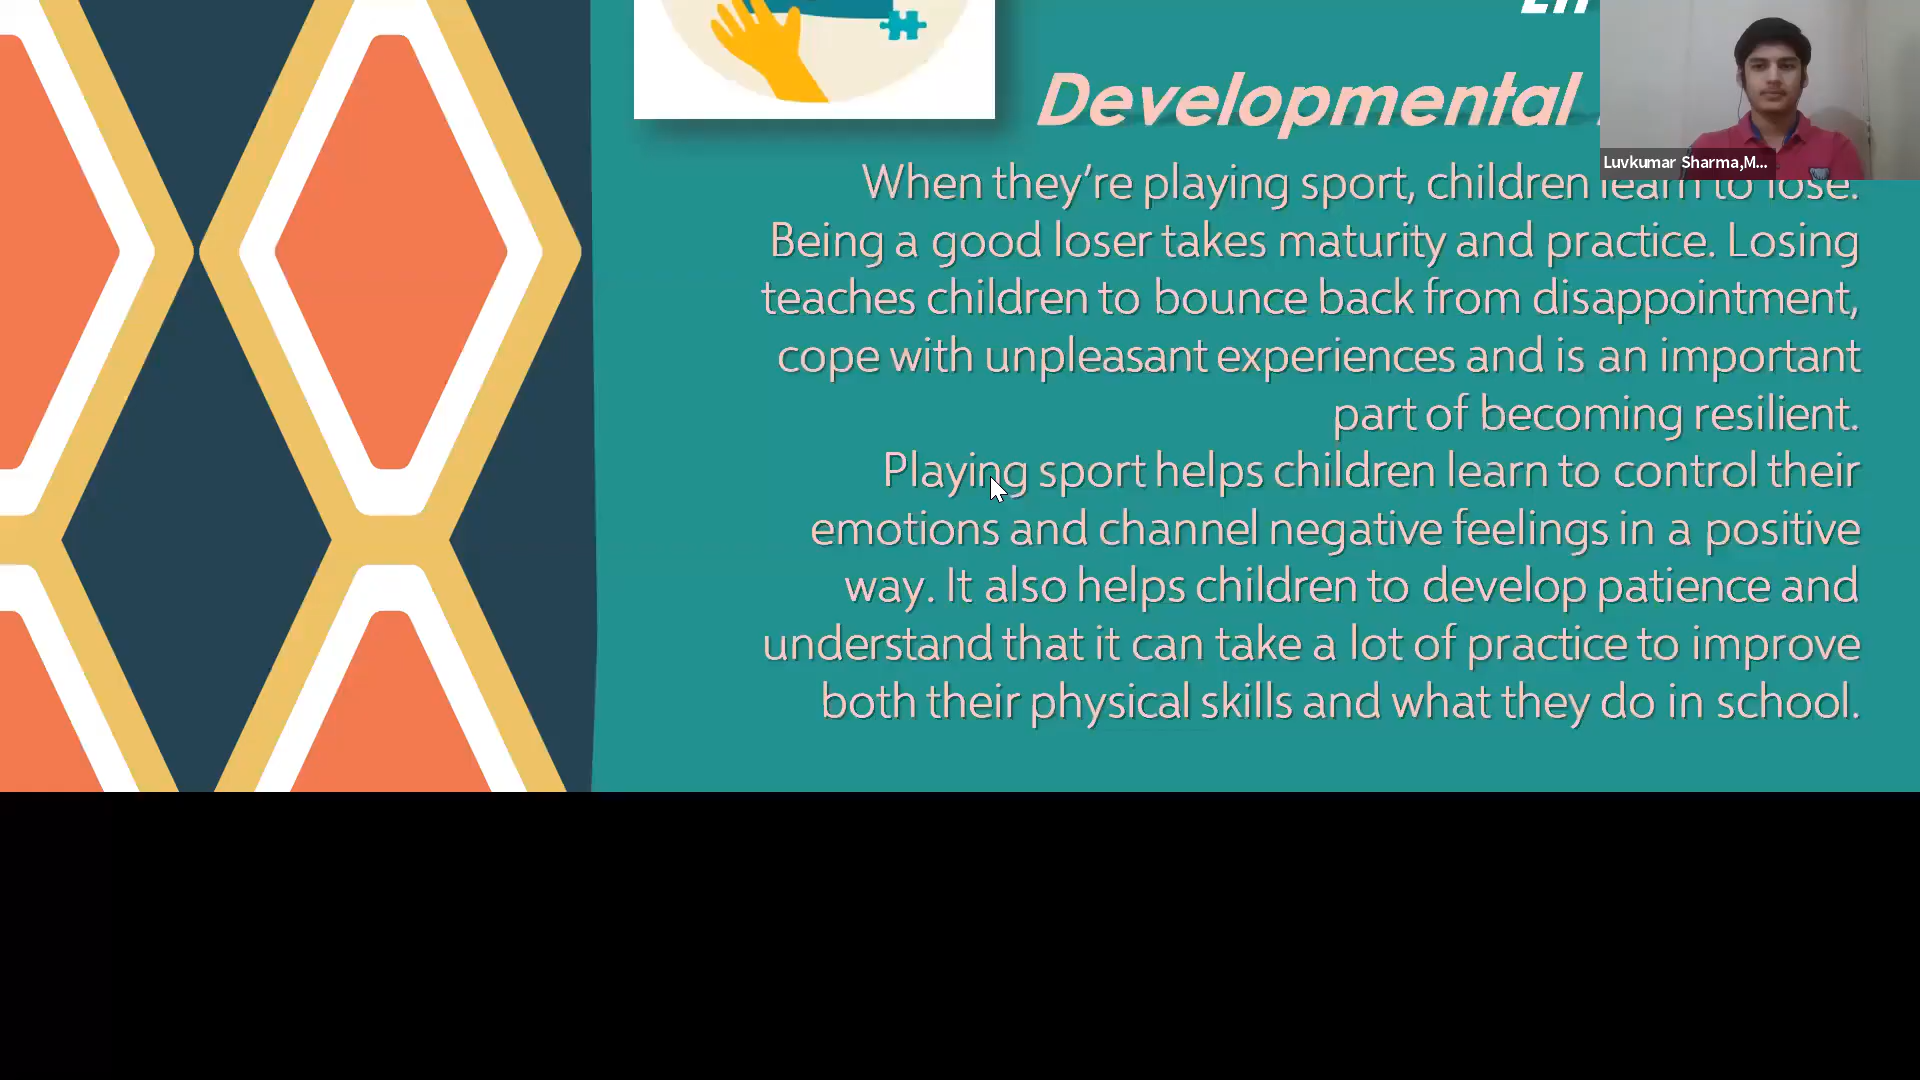 Developmental
Luvkumar Sharma,M...
When they're playing sport, children learn to lose.
Being a good loser takes maturity and practice. Losing
teaches children to bounce back from disappointment,
cope with unpleasant experiences and is an important
part of becoming resilient.
Playing sport helps children learn to control their
emotions and channel negative feelings in a positive
way. It also helps children to develop patience and
understand that it can take a lot of practice to improve
both their physical skills and what they do in school.